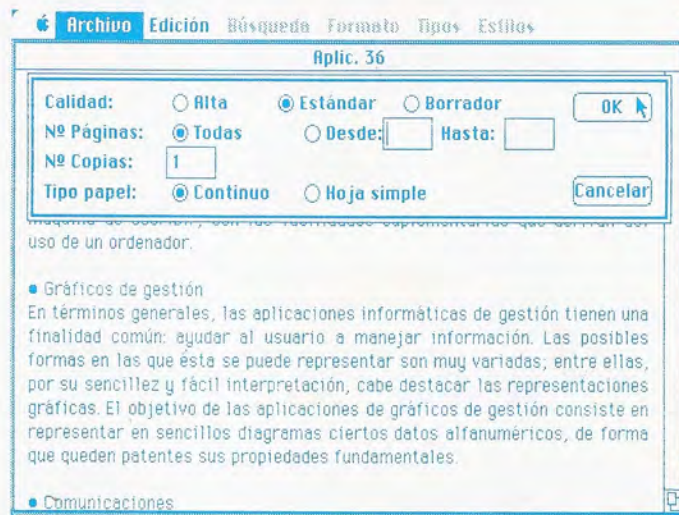 Archivo Edición Búsqueda Formato Tipos Estilos
Aplic. 36
Calidad: Alta Estándar Borrador OK
Nº Páginas: Todas Desde: Hasta:
Nº Copias: 1
Tipo papel: Continuo Hoja simple Cancelar
uso de un ordenador.
• Gráficos de gestión
En términos generales, las aplicaciones informáticas de gestión tienen una
finalidad común: ayudar al usuario a manejar información. Las posibles
formas en las que ésta se puede representar son muy variadas; entre ellas,
por su sencillez y fácil interpretación, cabe destacar las representaciones
gráficas. El objetivo de las aplicaciones de gráficos de gestión consiste en
representar en sencillos diagramas ciertos datos alfanuméricos, de forma
que queden patentes sus propiedades fundamentales.
• Comunicaciones